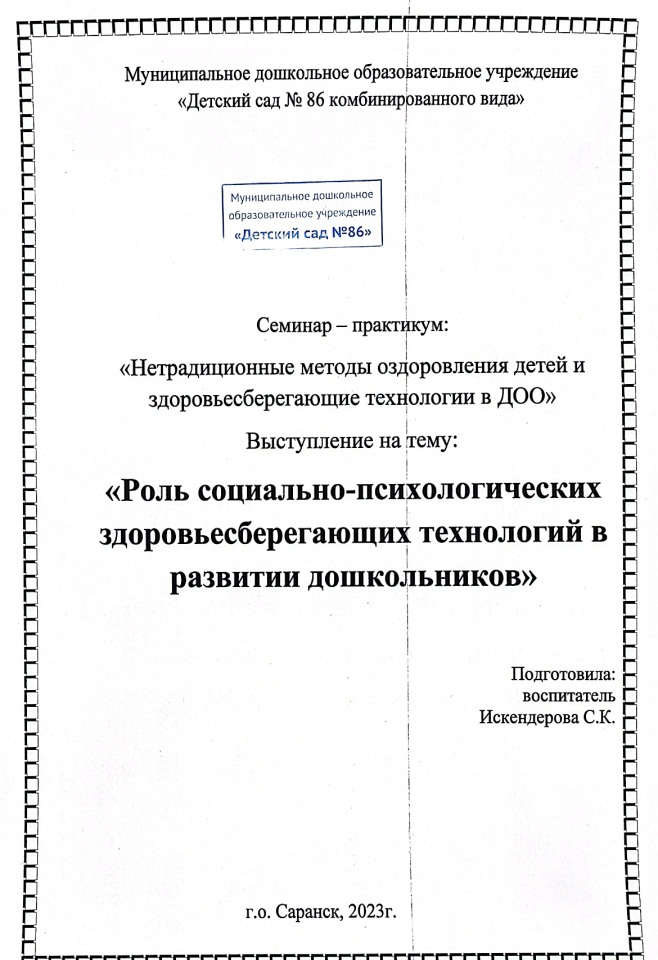 Муниципальное дошкольное образовательное учреждение
«Детский сад № 86 комбинированного вида»
Муниципальное дошкольное
образовательное учреждение
«Детский сад №86»
Семинар – практикум:
«Нетрадиционные методы оздоровления детей и
здоровьесберегающие технологии в ДОО»
Выступление на тему:
«Роль социально-психологических
здоровьесберегающих технологий в
развитии дошкольников»
Подготовила:
воспитатель
Искендерова С.К.
г.о. Саранск, 2023г.